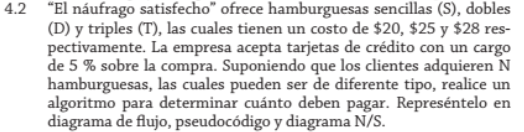 4.2 “El náufrago satisfecho” ofrece hamburguesas sencillas (S), dobles
(D) y triples (T), las cuales tienen un costo de $20, $25 y $28 res-
pectivamente. La empresa acepta tarjetas de crédito con un cargo
de 5 % sobre la compra. Suponiendo que los clientes adquieren N
hamburguesas, las cuales pueden ser de diferente tipo, realice un
algoritmo para determinar cuánto deben pagar. Represéntelo en
diagrama de flujo, pseudocódigo y diagrama N/S.